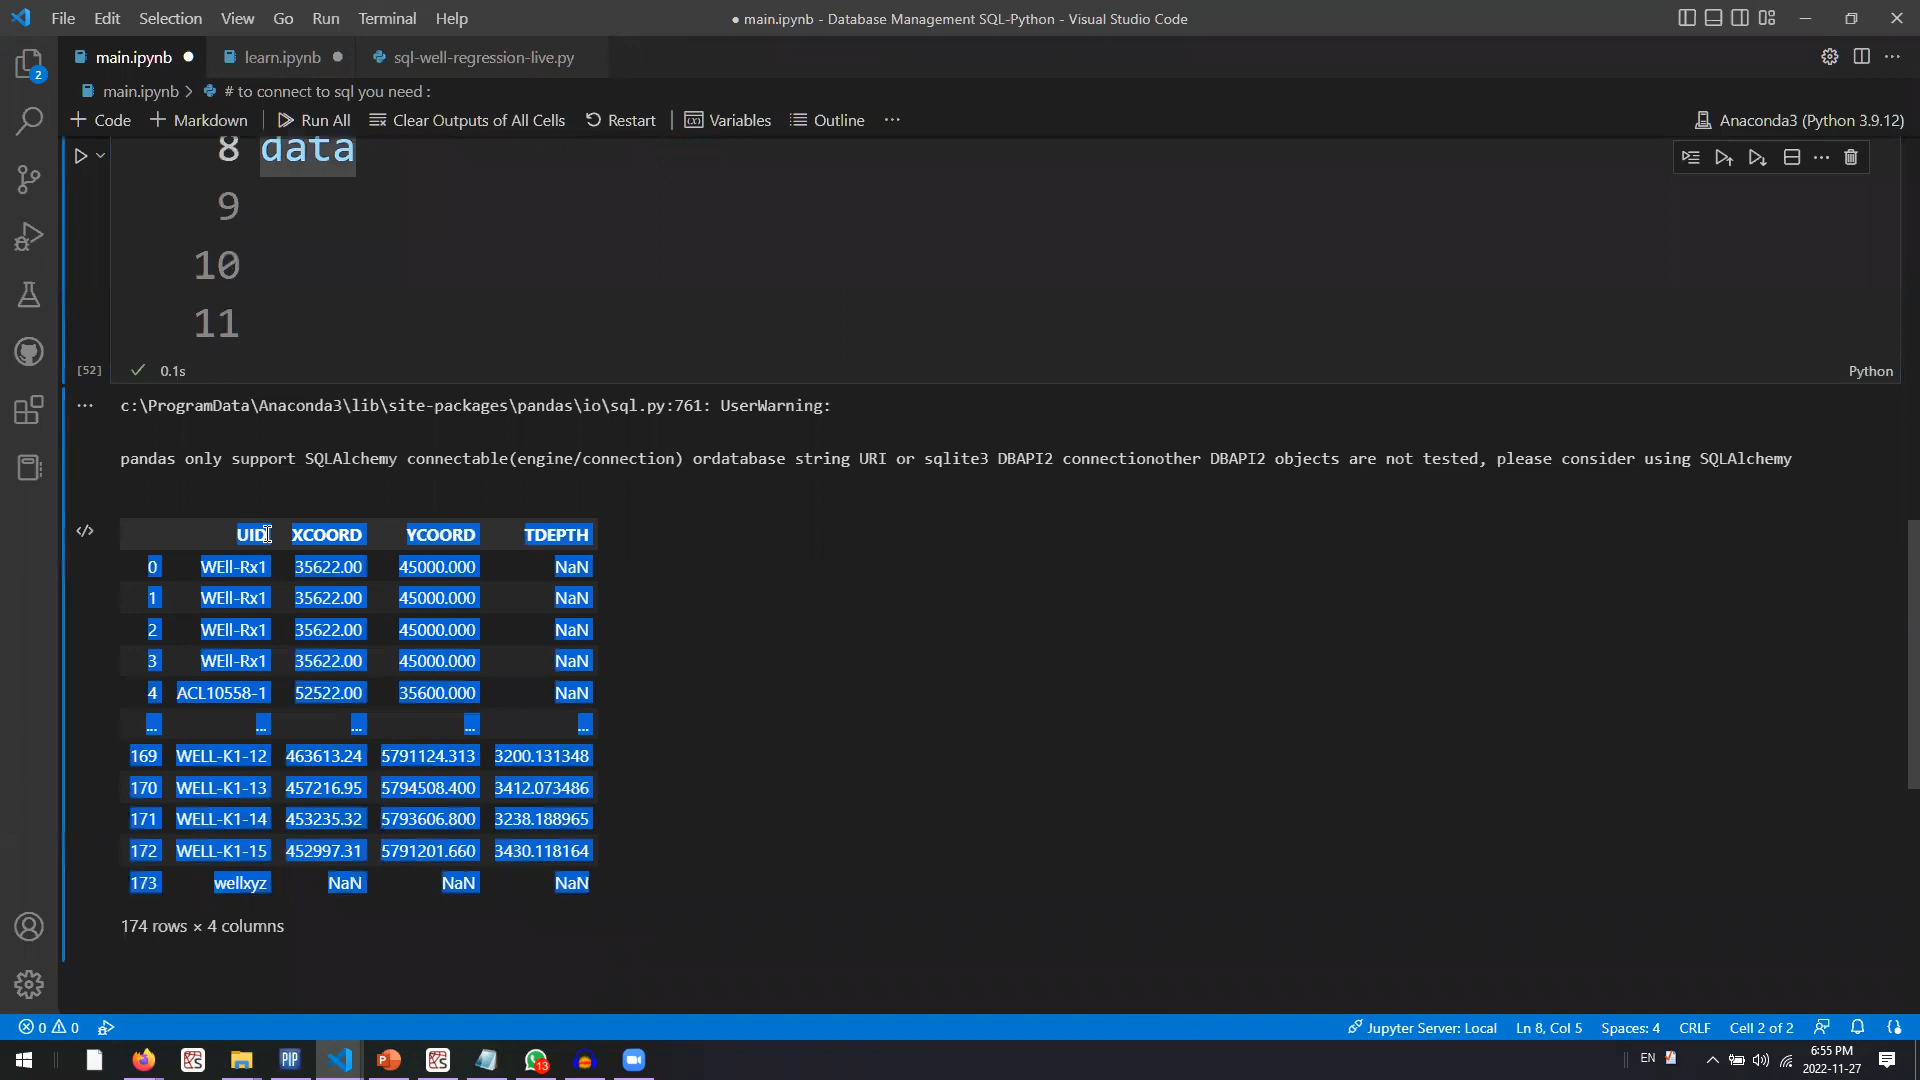 File Edit Selection View Go Run Terminal Help ● main.ipynb - Database Management SQL-Python - Visual Studio Code
main.ipynb learn.ipynb sql-well-regression-live.py
main.ipynb > # to connect to sql you need :
+ Code + Markdown Run All Clear Outputs of All Cells Restart Variables Outline ··· Anaconda3 (Python 3.9.12)
8 data
9
10
11
[52] ✓ 0.1s Python
c:\ProgramData\Anaconda3\lib\site-packages\pandas\io\sql.py:761: UserWarning:
pandas only support SQLAlchemy connectable(engine/connection) ordatabase string URI or sqlite3 DBAPI2 connectionother DBAPI2 objects are not tested, please consider using SQLAlchemy
UID XCOORD YCOORD TDEPTH
0 WEll-Rx1 35622.00 45000.000 NaN
1 WEll-Rx1 35622.00 45000.000 NaN
2 WEll-Rx1 35622.00 45000.000 NaN
3 WEll-Rx1 35622.00 45000.000 NaN
4 ACL10558-1 52522.00 35600.000 NaN
... ... ... ... ...
169 WELL-K1-12 463613.24 5791124.313 3200.131348
170 WELL-K1-13 457216.95 5794508.400 3412.073486
171 WELL-K1-14 453235.32 5793606.800 3238.188965
172 WELL-K1-15 452997.31 5791201.660 3430.118164
173 wellxyz NaN NaN NaN
174 rows × 4 columns
0 0 Jupyter Server: Local Ln 8, Col 5 Spaces: 4 CRLF Cell 2 of 2
2
PIP 13 EN 6:55 PM
2022-11-27